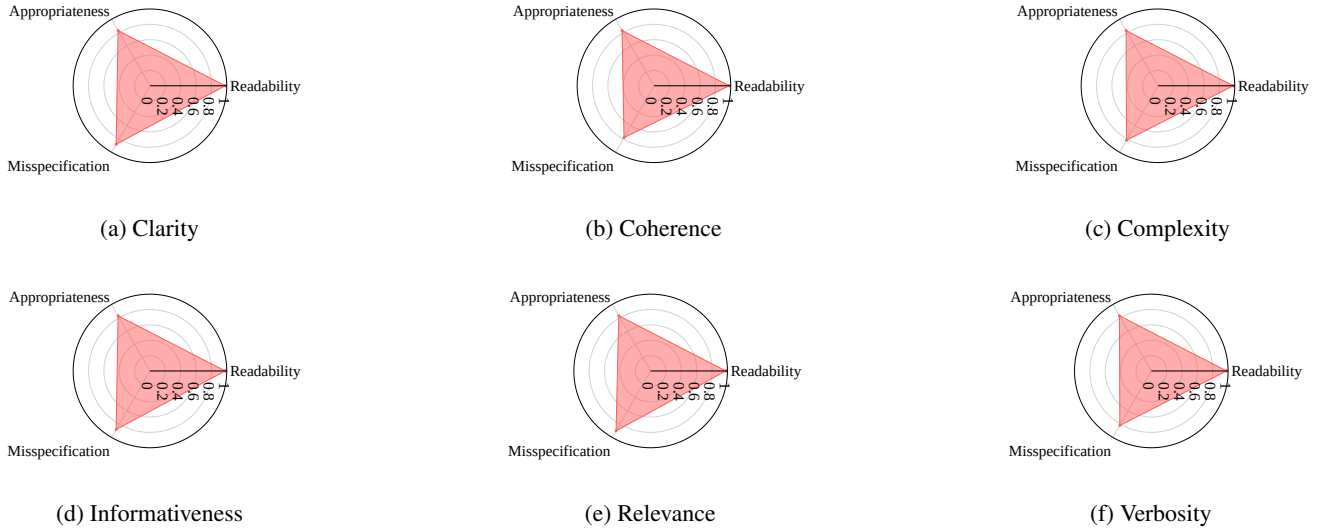 Appropriateness
Readability
0
0.2
0.4
0.6
0.8
1
Misspecification
(a) Clarity
Appropriateness
Readability
0
0.2
0.4
0.6
0.8
1
Misspecification
(b) Coherence
Appropriateness
Readability
0
0.2
0.4
0.6
0.8
1
Misspecification
(c) Complexity
Appropriateness
Readability
0
0.2
0.4
0.6
0.8
1
Misspecification
(d) Informativeness
Appropriateness
Readability
0
0.2
0.4
0.6
0.8
1
Misspecification
(e) Relevance
Appropriateness
Readability
0
0.2
0.4
0.6
0.8
1
Misspecification
(f) Verbosity